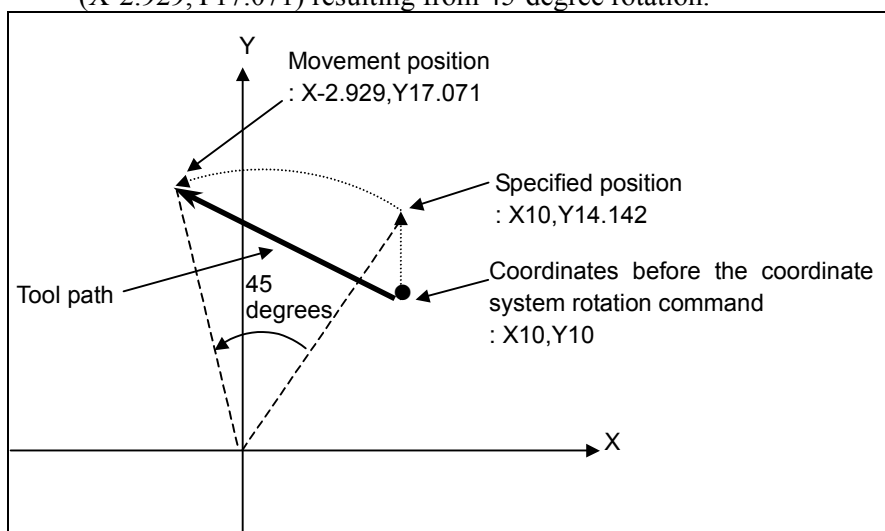 (X-2.929,Y17.071) resulting from 45-degree rotation.
Y
Movement position
: X-2.929,Y17.071
Specified position
: X10,Y14.142
Coordinates before the coordinate
system rotation command
: X10,Y10
Tool path
45
degrees
X